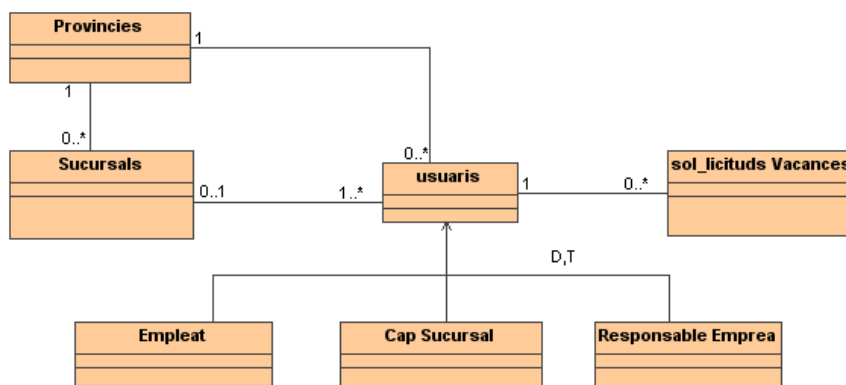 Provincies
1
1
0..*
Sucursals
0..1
1..*
0..*
usuaris
1
0..*
sol_licituds Vacances
D,T
Empleat
Cap Sucursal
Responsable Emprea